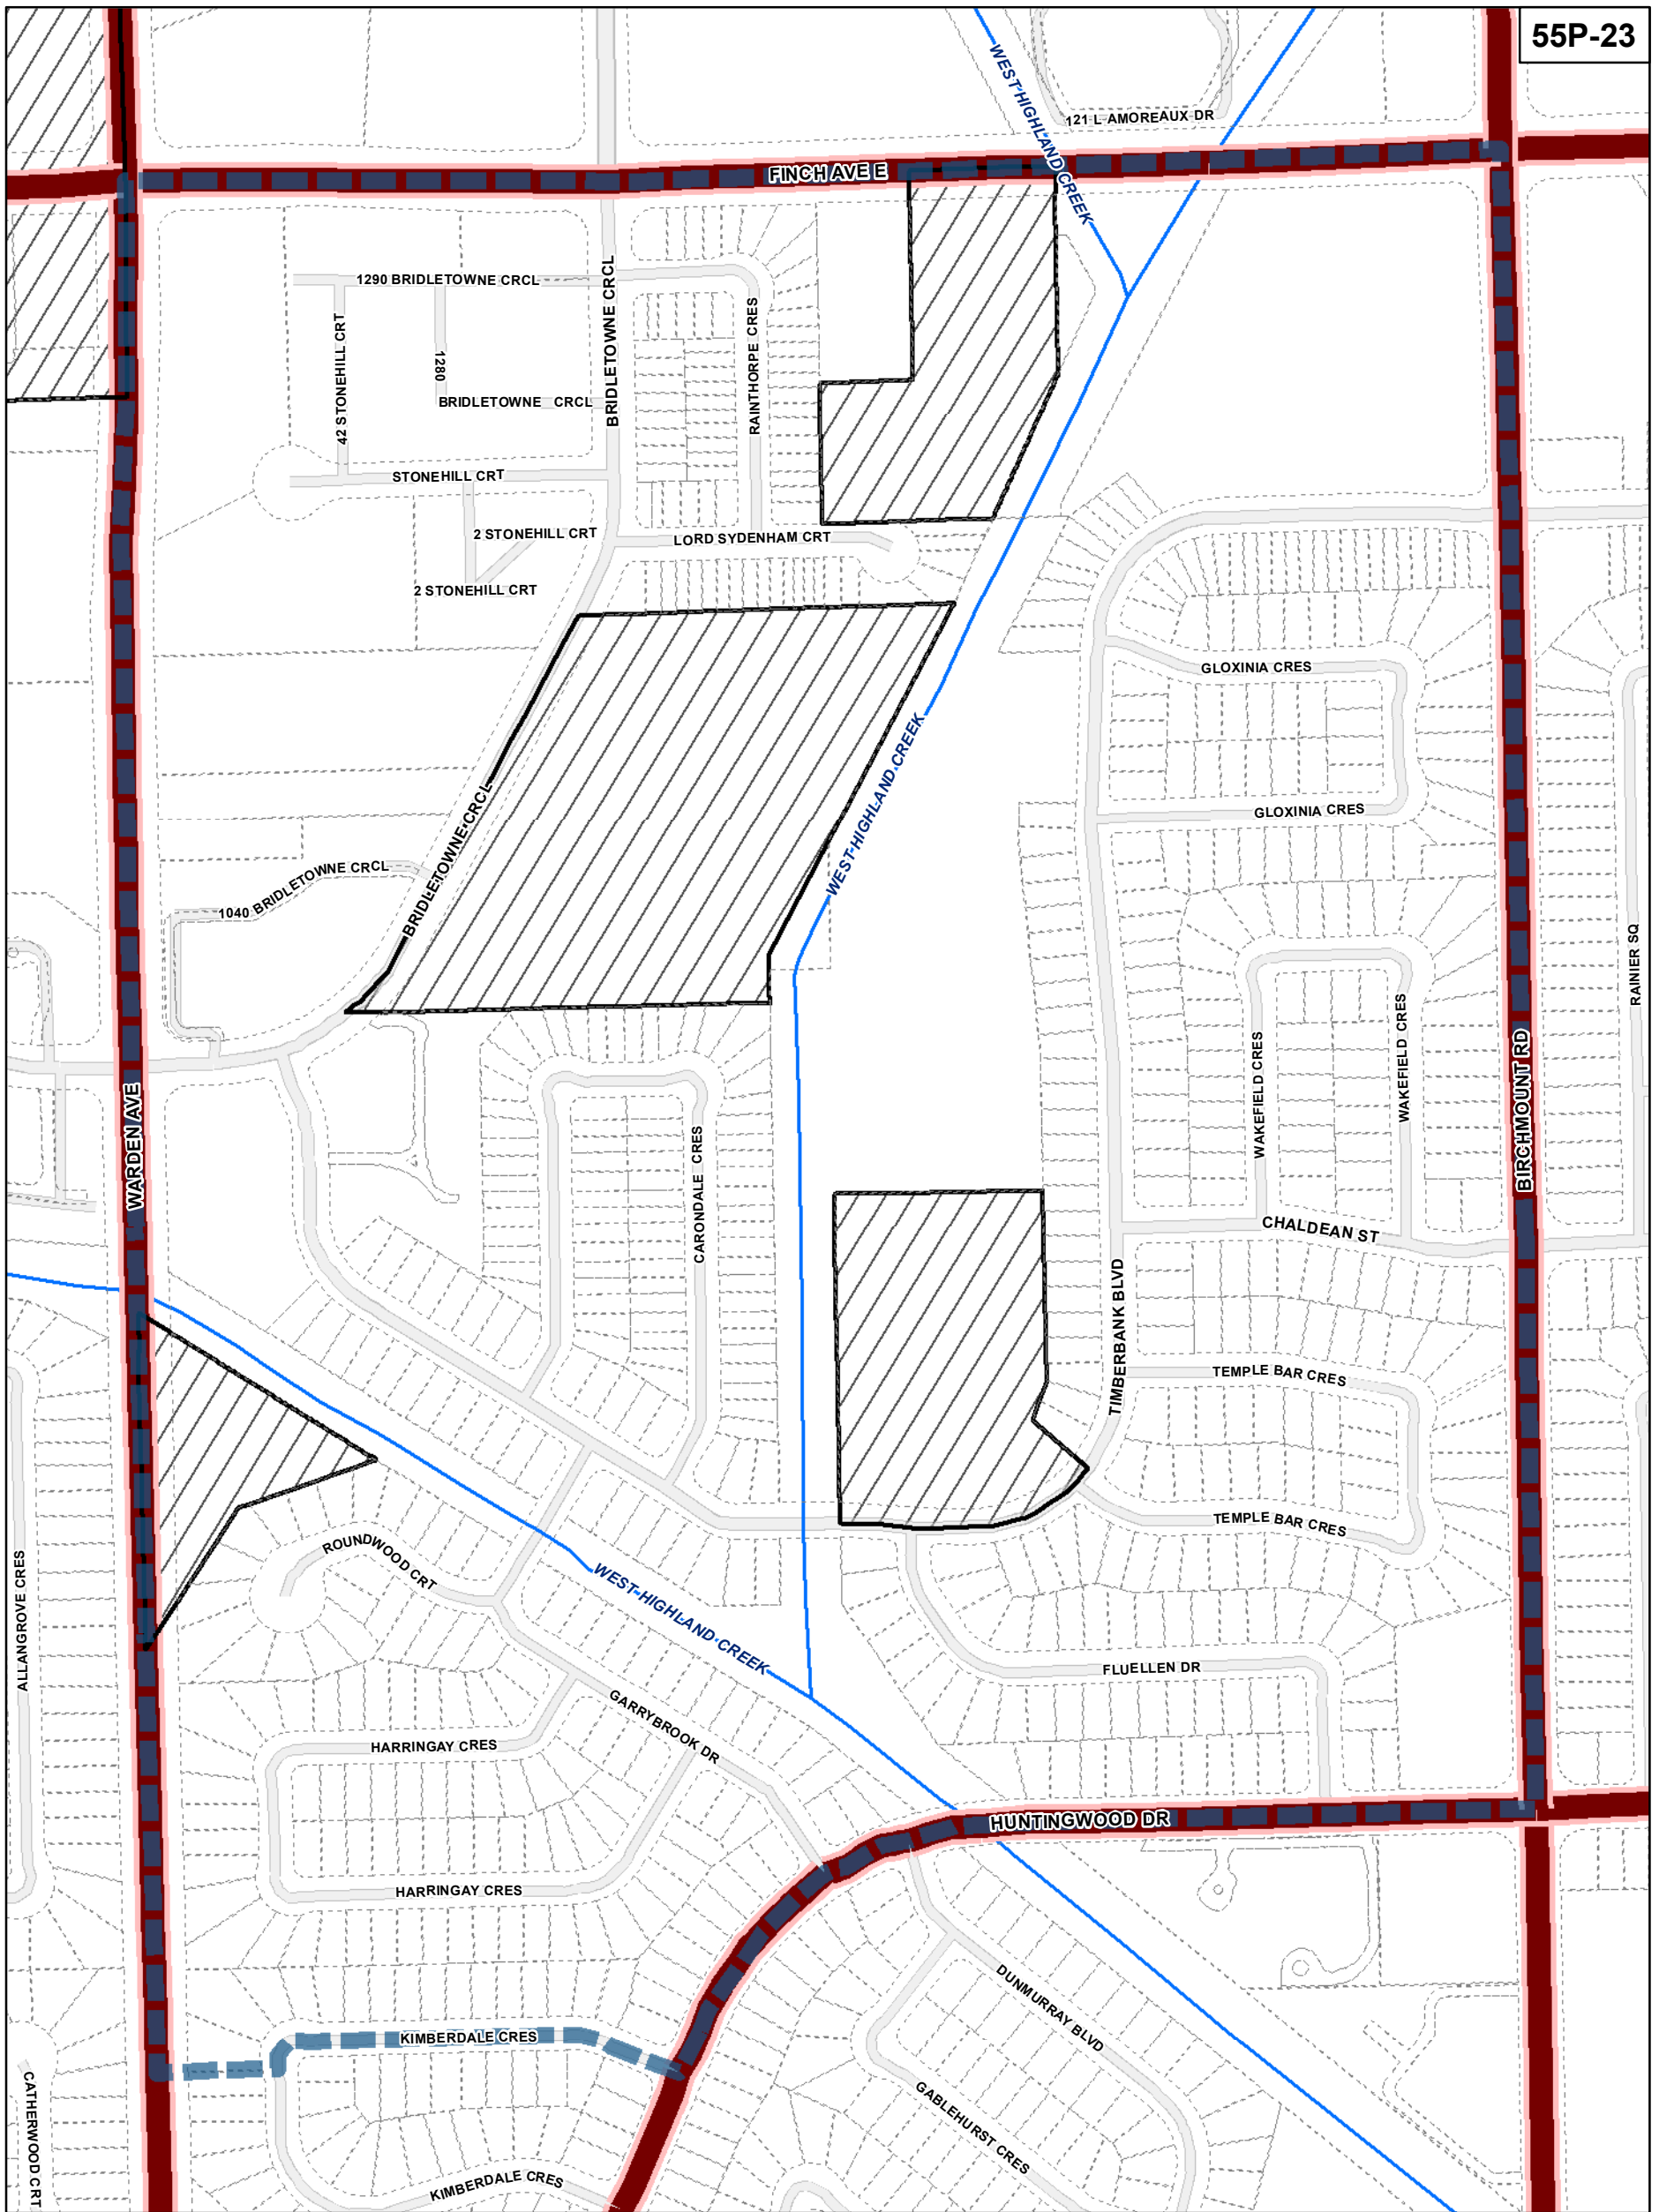 55P-23
WEST HIGHLAND CREEK
121 L AMOREAUX DR
FINCH AVE E
1290 BRIDLETOWNE CRCL
BRIDLETOWNE CRCL
42 STONEHILL CRT
1280
BRIDLETOWNE CRCL
RAINTHORPE CRES
STONEHILL CRT
2 STONEHILL CRT
LORD SYDENHAM CRT
2 STONEHILL CRT
GLOXINIA CRES
WEST HIGHLAND CREEK
BRIDLETOWNE CRCL
GLOXINIA CRES
1040 BRIDLETOWNE CRCL
RAINIER SQ
WAKEFIELD CRES
WAKEFIELD CRES
BIRCHMOUNT RD
WARDEN AVE
CARONDALE CRES
CHALDEAN ST
TIMBERBANK BLVD
TEMPLE BAR CRES
TEMPLE BAR CRES
ROUNDWOOD CRT
ALLANGROVE CRES
WEST HIGHLAND CREEK
FLUELLEN DR
GARRYBROOK DR
HARRINGAY CRES
HUNTINGWOOD DR
HARRINGAY CRES
DUNMURRAY BLVD
KIMBERDALE CRES
GABLEHURST CRES
CATHERWOOD CRT
KIMBERDALE CRES